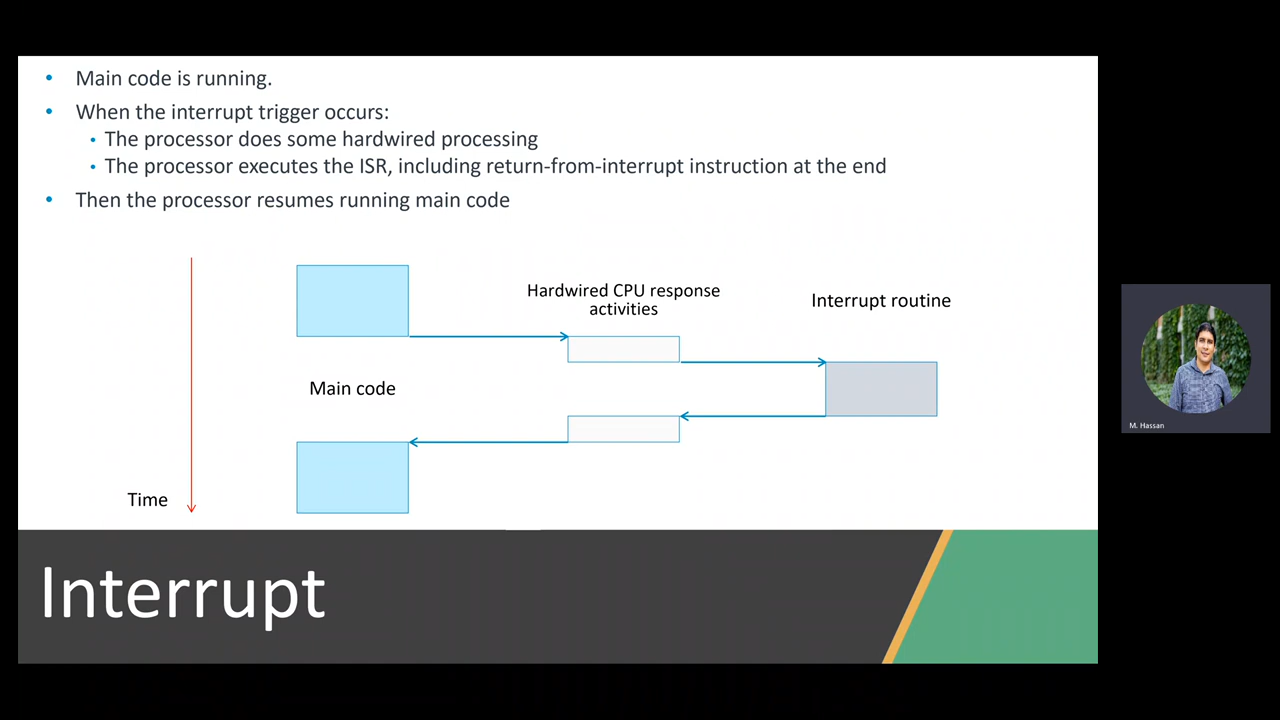 Main code is running.
When the interrupt trigger occurs:
The processor does some hardwired processing
The processor executes the ISR, including return-from-interrupt instruction at the end
Then the processor resumes running main code
Hardwired CPU response
activities
Interrupt routine
Main code
Time
Interrupt
M. Hassan